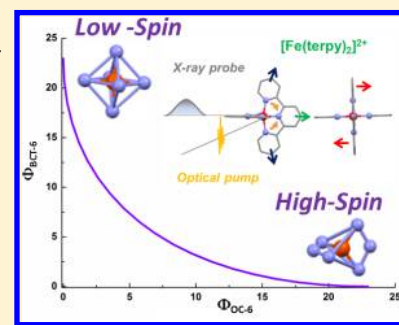 Low -Spin
[Fe(terpy)₂]²⁺
X-ray probe
Optical pump
High-Spin
25
20
15
10
5
0
Φ_BCT-6
0
5
10
15
20
25
Φ_OC-6